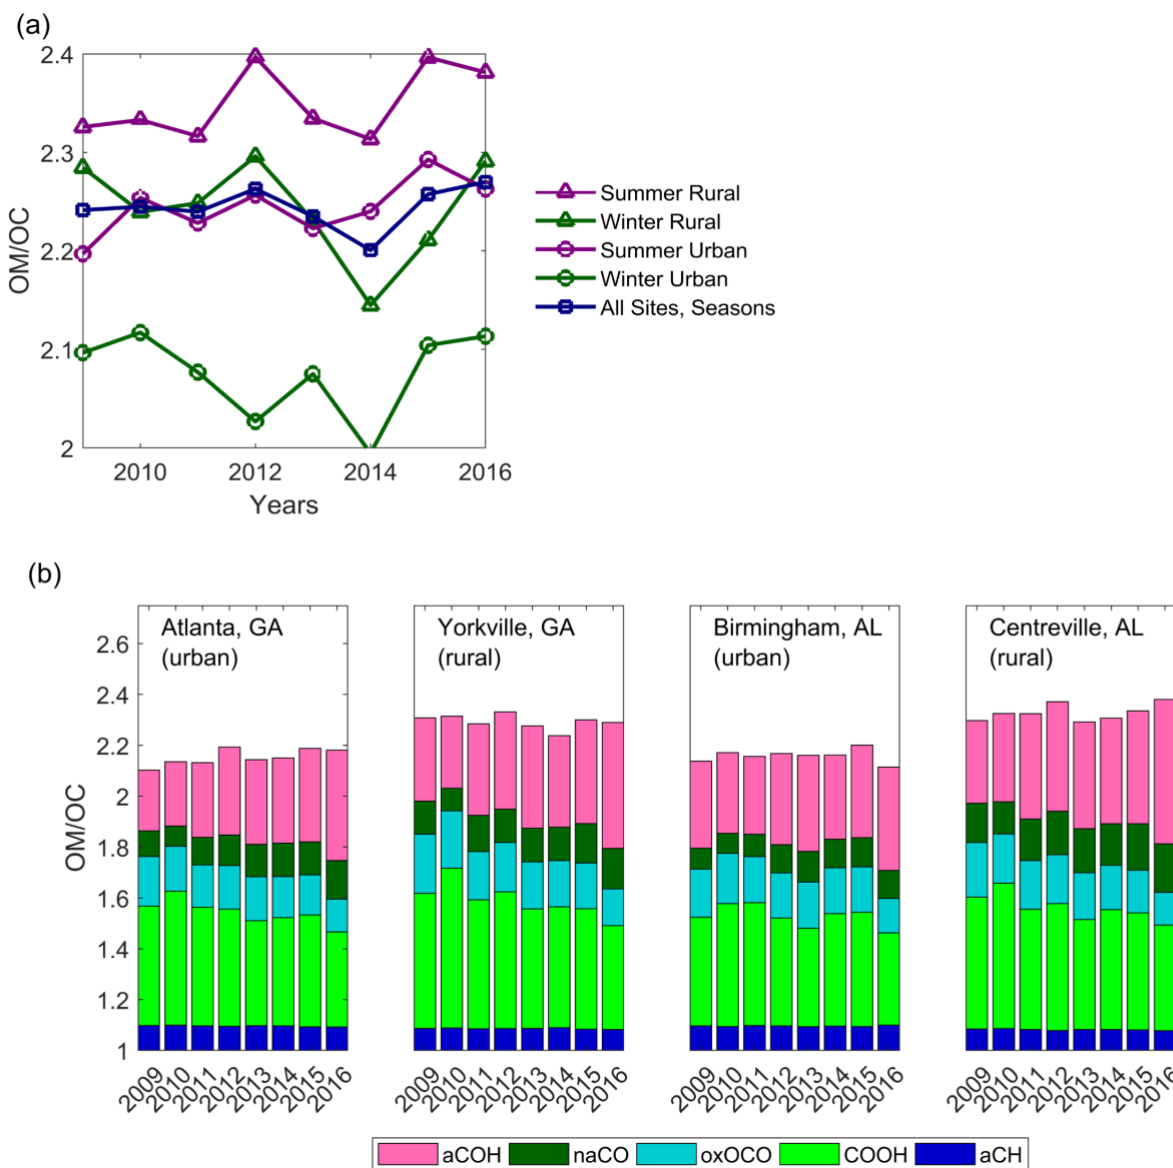 (a)
2.4
2.3
2.2
2.1
2
OM/OC
2010 2012 2014 2016
Years
Summer Rural
Winter Rural
Summer Urban
Winter Urban
All Sites, Seasons
(b)
2.6
2.4
2.2
2
1.8
1.6
1.4
1.2
1
OM/OC
Atlanta, GA
(urban)
Yorkville, GA
(rural)
Birmingham, AL
(urban)
Centreville, AL
(rural)
2009 2010 2011 2012 2013 2014 2015 2016
2009 2010 2011 2012 2013 2014 2015 2016
2009 2010 2011 2012 2013 2014 2015 2016
2009 2010 2011 2012 2013 2014 2015 2016
aCOH naCO oxOCO COOH aCH